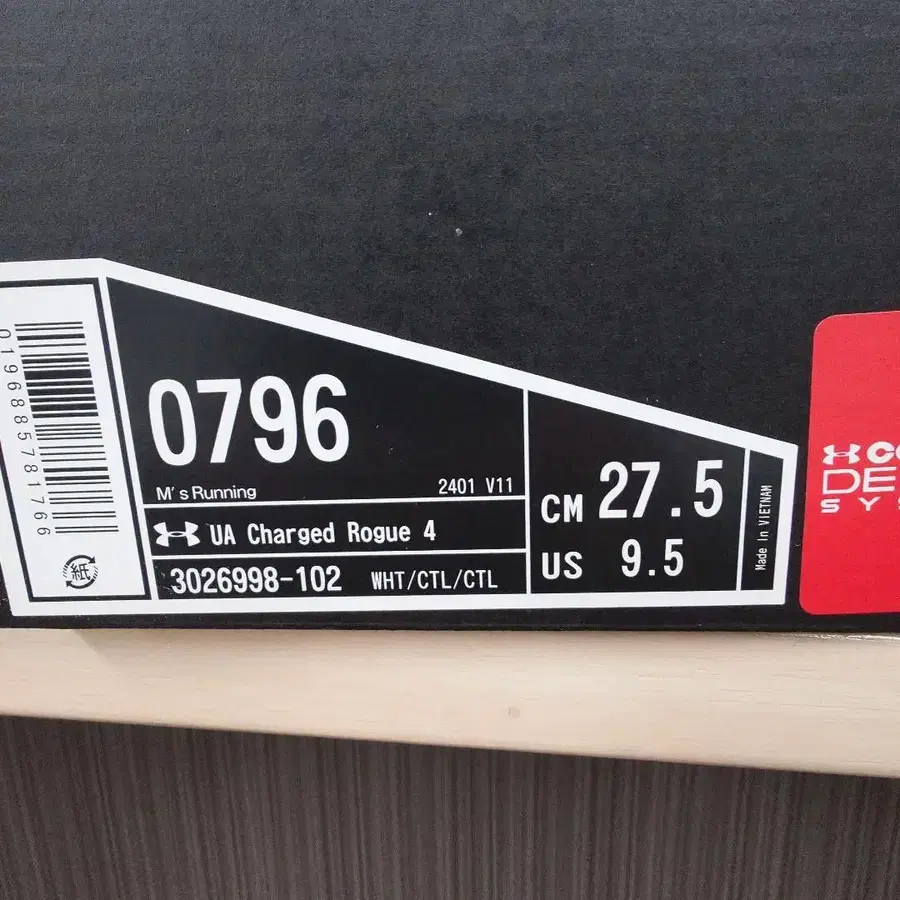 0196885781766
紙
0796
M's Running
2401 V11
UA Charged Rogue 4
3026998-102 WHT/CTL/CTL
CM 27.5
US 9.5
Made in VIETNAM